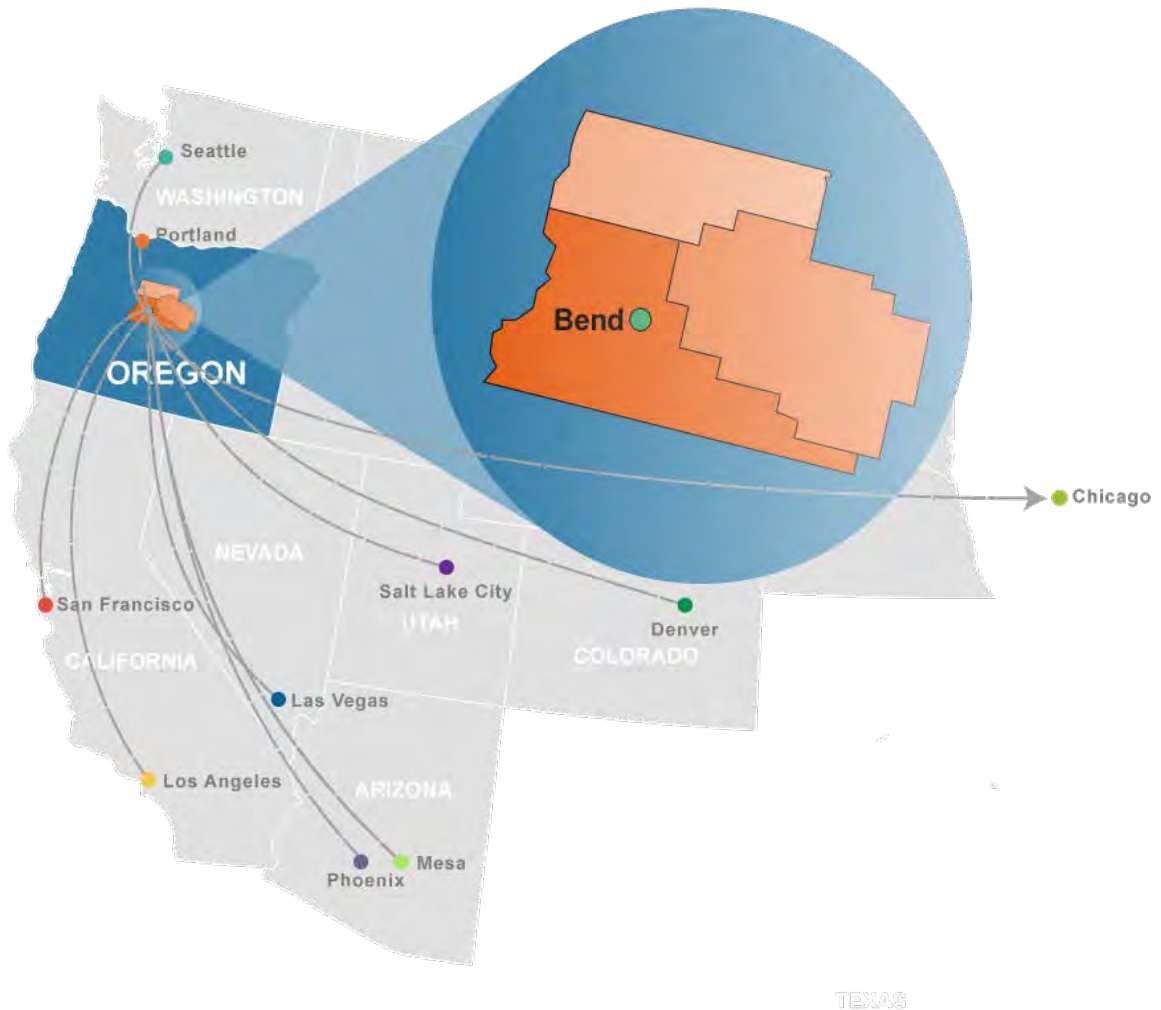 Seattle
WASHINGTON
Portland
Bend
OREGON
Chicago
NEVADA
Salt Lake City
San Francisco
UTAH
Denver
COLORADO
CALIFORNIA
Las Vegas
Los Angeles
ARIZONA
Mesa
Phoenix
TEXAS